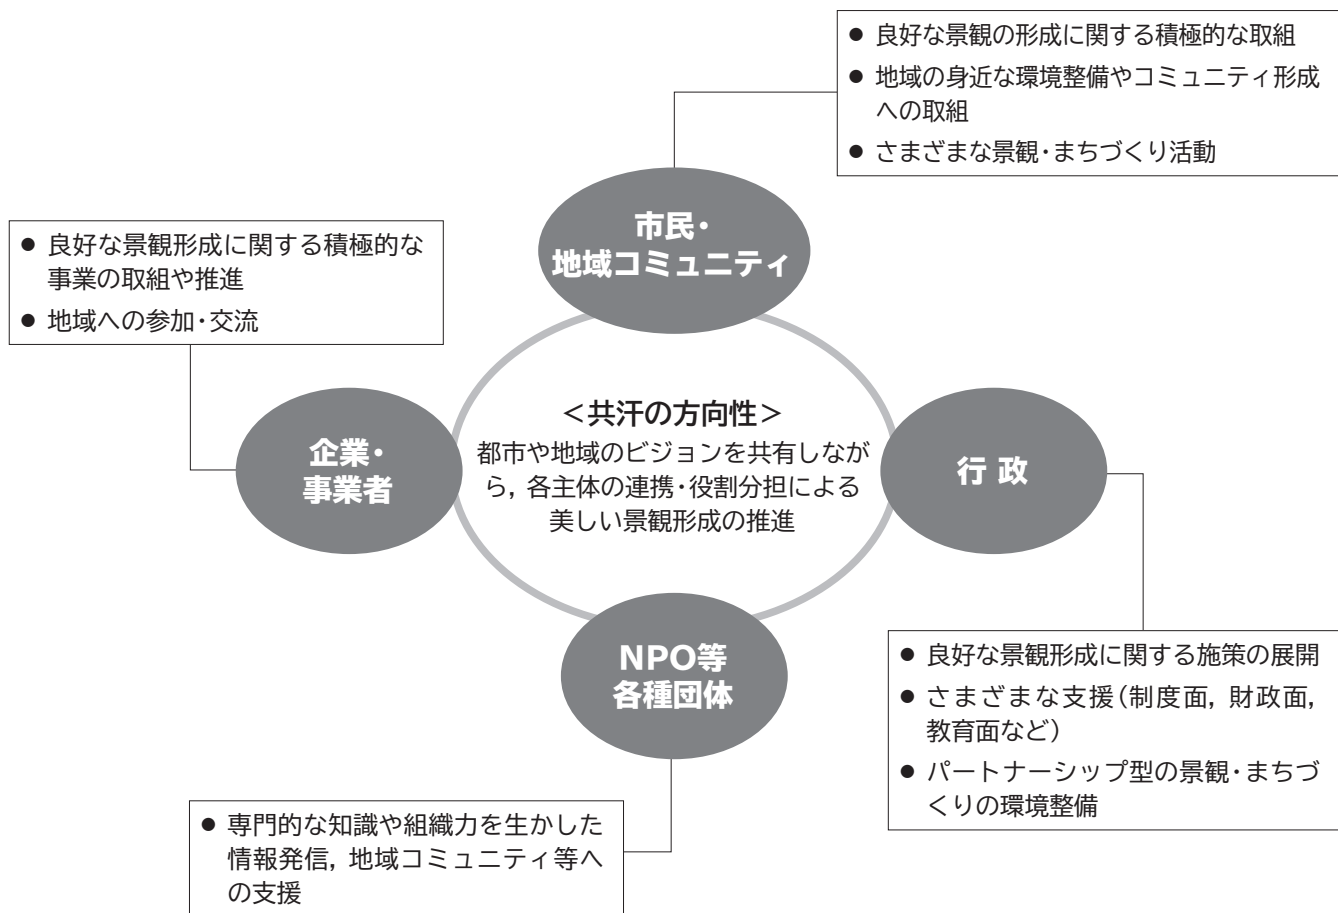 ● 良好な景観の形成に関する積極的な取組
● 地域の身近な環境整備やコミュニティ形成
への取組
● さまざまな景観・まちづくり活動
市民・
地域コミュニティ
● 良好な景観形成に関する積極的な
事業の取組や推進
● 地域への参加・交流
企業・
事業者
＜共汗の方向性＞
都市や地域のビジョンを共有しなが
ら，各主体の連携・役割分担による
美しい景観形成の推進
行 政
NPO等
各種団体
● 良好な景観形成に関する施策の展開
● さまざまな支援（制度面，財政面，
教育面など）
● パートナーシップ型の景観・まちづ
くりの環境整備
● 専門的な知識や組織力を生かした
情報発信，地域コミュニティ等へ
の支援